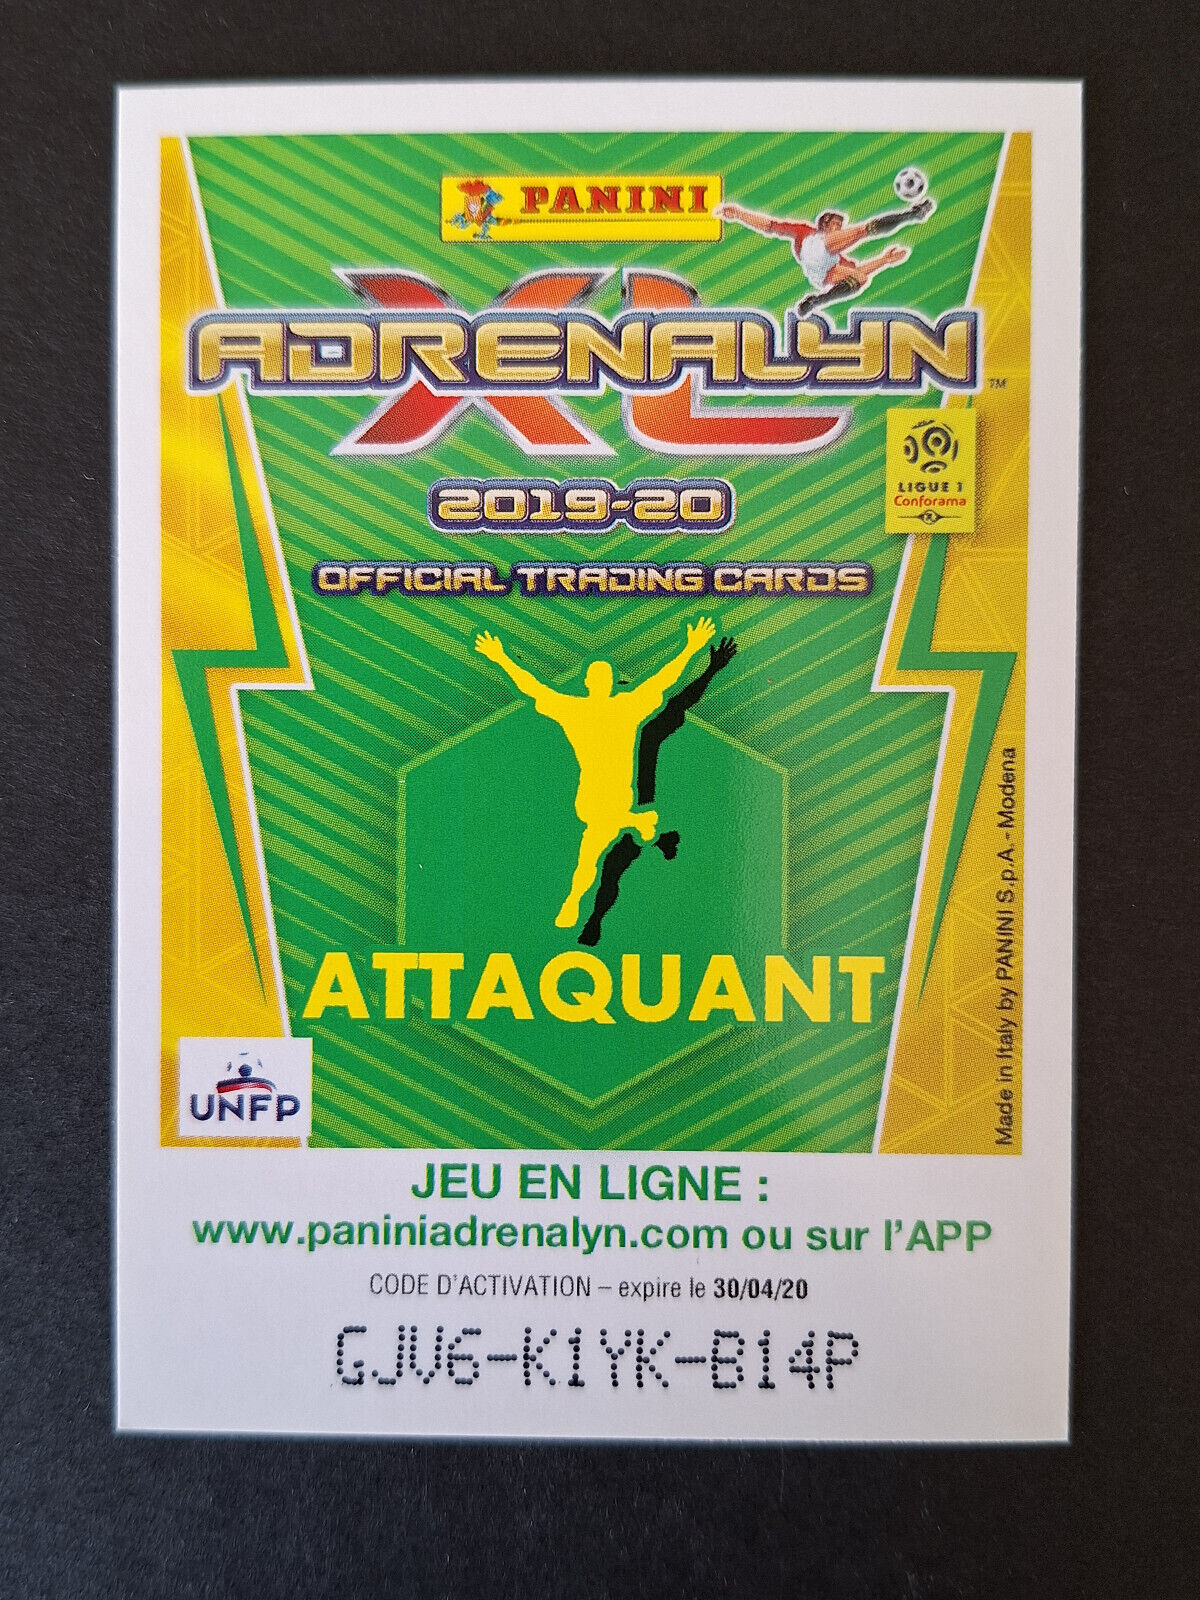 PANINI
ADRENALYN XL ™
LIGUE 1
Conforama
2019-20
OFFICIAL TRADING CARDS
ATTAQUANT
Made in Italy by PANINI S.p.A. - Modena
UNFP
JEU EN LIGNE :
www.paniniadrenalyn.com ou sur l'APP
CODE D'ACTIVATION – expire le 30/04/20
GJV6-K1YK-B14P